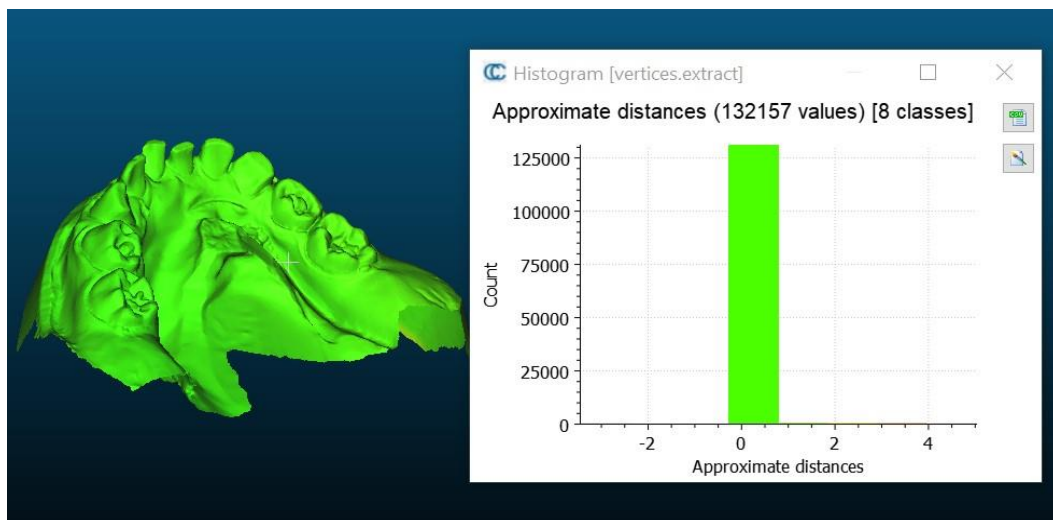 Histogram [vertices.extract]
Approximate distances (132157 values) [8 classes]
CSV
125000
100000
75000
50000
25000
0
Count
-2 0 2 4
Approximate distances